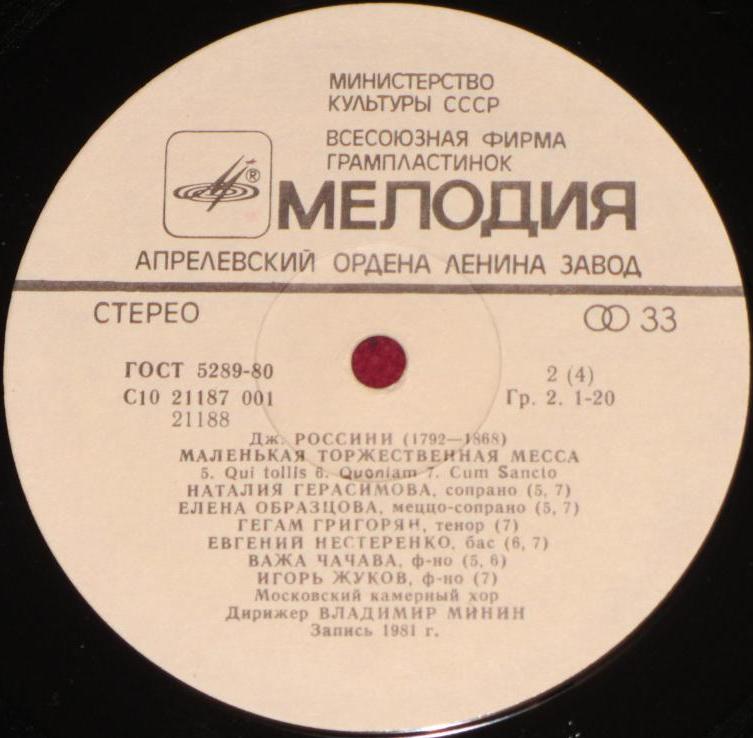 МИНИСТЕРСТВО
КУЛЬТУРЫ СССР
ВСЕСОЮЗНАЯ ФИРМА
ГРАМПЛАСТИНОК
®
МЕЛОДИЯ
АПРЕЛЕВСКИЙ ОРДЕНА ЛЕНИНА ЗАВОД
СТЕРЕО
33
ГОСТ 5289-80
2 (4)
С10 21187 001
Гр. 2. 1-20
21188
Дж. РОССИНИ (1792—1868)
МАЛЕНЬКАЯ ТОРЖЕСТВЕННАЯ МЕССА
5. Qui tollis 6. Quoniam 7. Cum Sancto
НАТАЛИЯ ГЕРАСИМОВА, сопрано (5, 7)
ЕЛЕНА ОБРАЗЦОВА, меццо-сопрано (5, 7)
ГЕГАМ ГРИГОРЯН, тенор (7)
ЕВГЕНИЙ НЕСТЕРЕНКО, бас (6, 7)
ВАЖА ЧАЧАВА, ф-но (5, 6)
ИГОРЬ ЖУКОВ, ф-но (7)
Московский камерный хор
Дирижер ВЛАДИМИР МИНИН
Запись 1981 г.